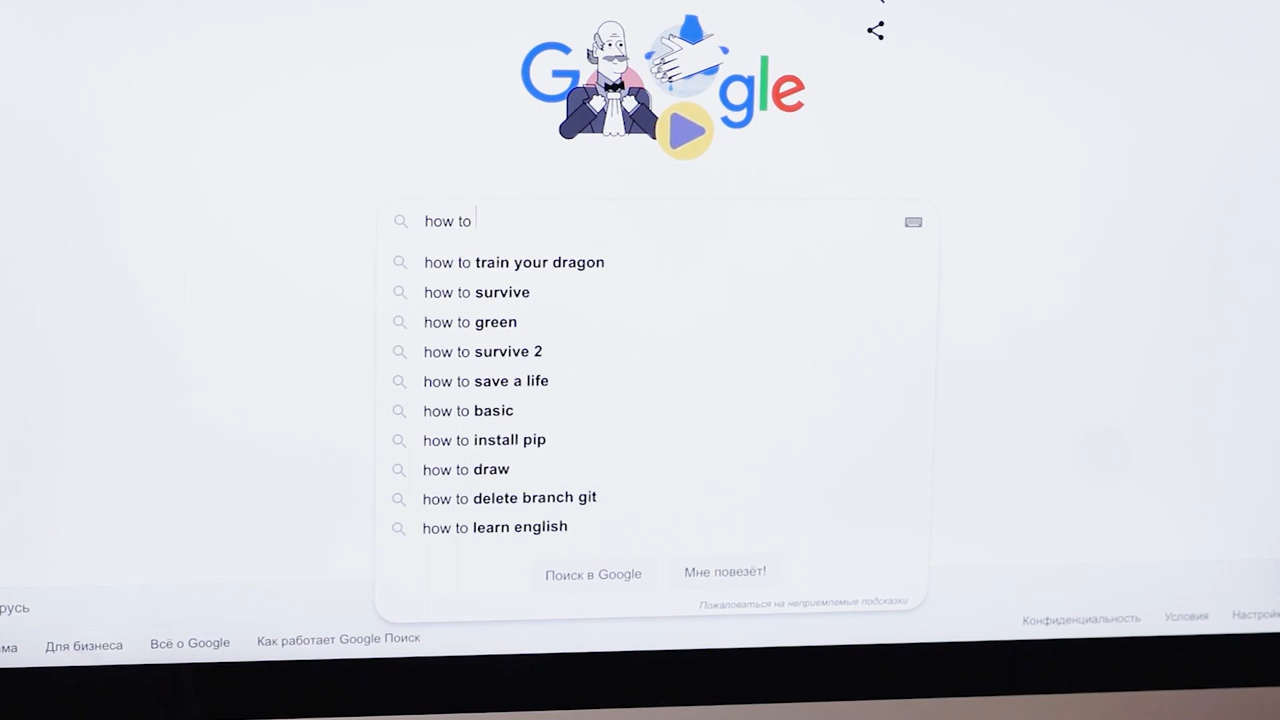 Google
how to
how to train your dragon
how to survive
how to green
how to survive 2
how to save a life
how to basic
how to install pip
how to draw
how to delete branch git
how to learn english
Поиск в Google Мне повезёт!
Пожаловаться на неприемлемые подсказки
Для бизнеса Всё о Google Как работает Google Поиск Конфиденциальность Условия